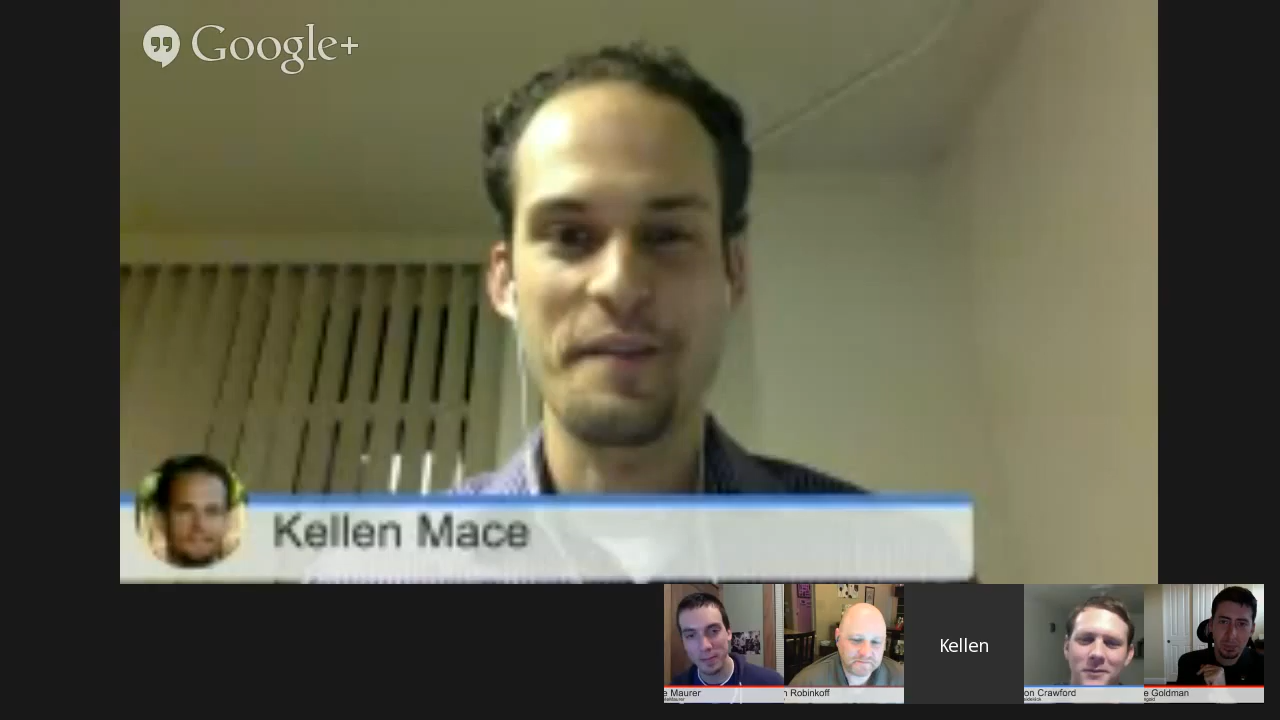 Google+
Kellen Mace
Kellen
e Maurer
n Robinkoff
on Crawford
e Goldman